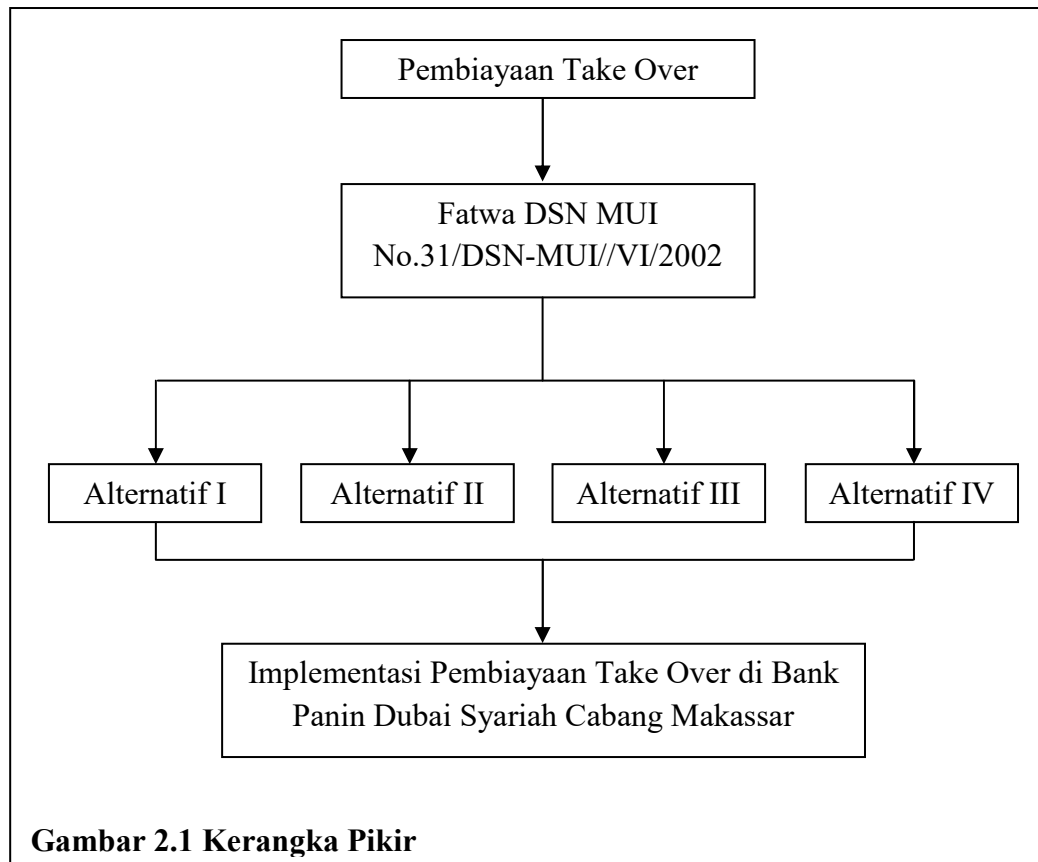 Pembiayaan Take Over
Fatwa DSN MUI
No.31/DSN-MUI//VI/2002
Alternatif I
Alternatif II
Alternatif III
Alternatif IV
Implementasi Pembiayaan Take Over di Bank
Panin Dubai Syariah Cabang Makassar
Gambar 2.1 Kerangka Pikir